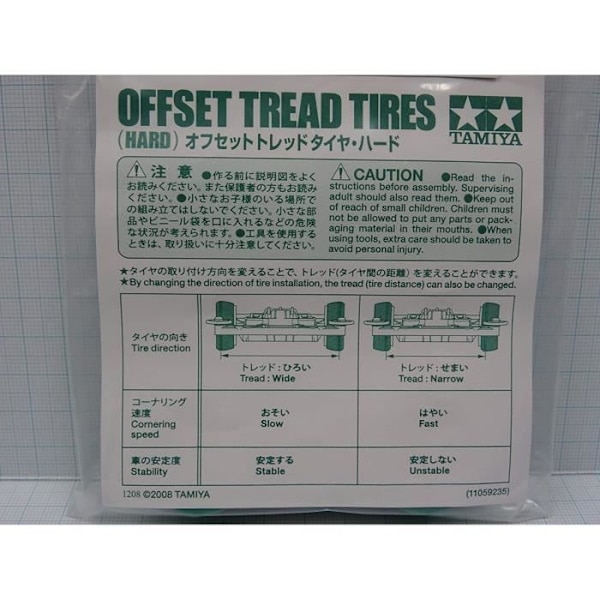 OFFSET TREAD TIRES
TAMIYA
(HARD) オフセットトレッドタイヤ・ハード
注意 ●作る前に説明図をよく
お読みください。また保護者の方もお読み
ください。●小さなお子様のいる場所で
の組み立てはしないでください。小さな部
品やビニール袋を口に入れるなどの危険
な状況が考えられます。●工具を使用する
ときは、取り扱いに十分注意してください。
CAUTION ●Read the in-
structions before assembly. Supervising
adult should also read them. ●Keep out
of reach of small children. Children must
not be allowed to put any parts or pack-
aging material in their mouths. ●When
using tools, extra care should be taken to
avoid personal injury.
★タイヤの取り付け方向を変えることで、トレッド(タイヤ間の距離)を変えることができます。
★By changing the direction of tire installation, the tread (tire distance) can also be changed.
タイヤの向き
Tire direction
トレッド:ひろい
Tread : Wide
トレッド:せまい
Tread : Narrow
コーナリング
速度
Cornering
speed
おそい
Slow
はやい
Fast
車の安定度
Stability
安定する
Stable
安定しない
Unstable
1208 ©2008 TAMIYA
(11059235)